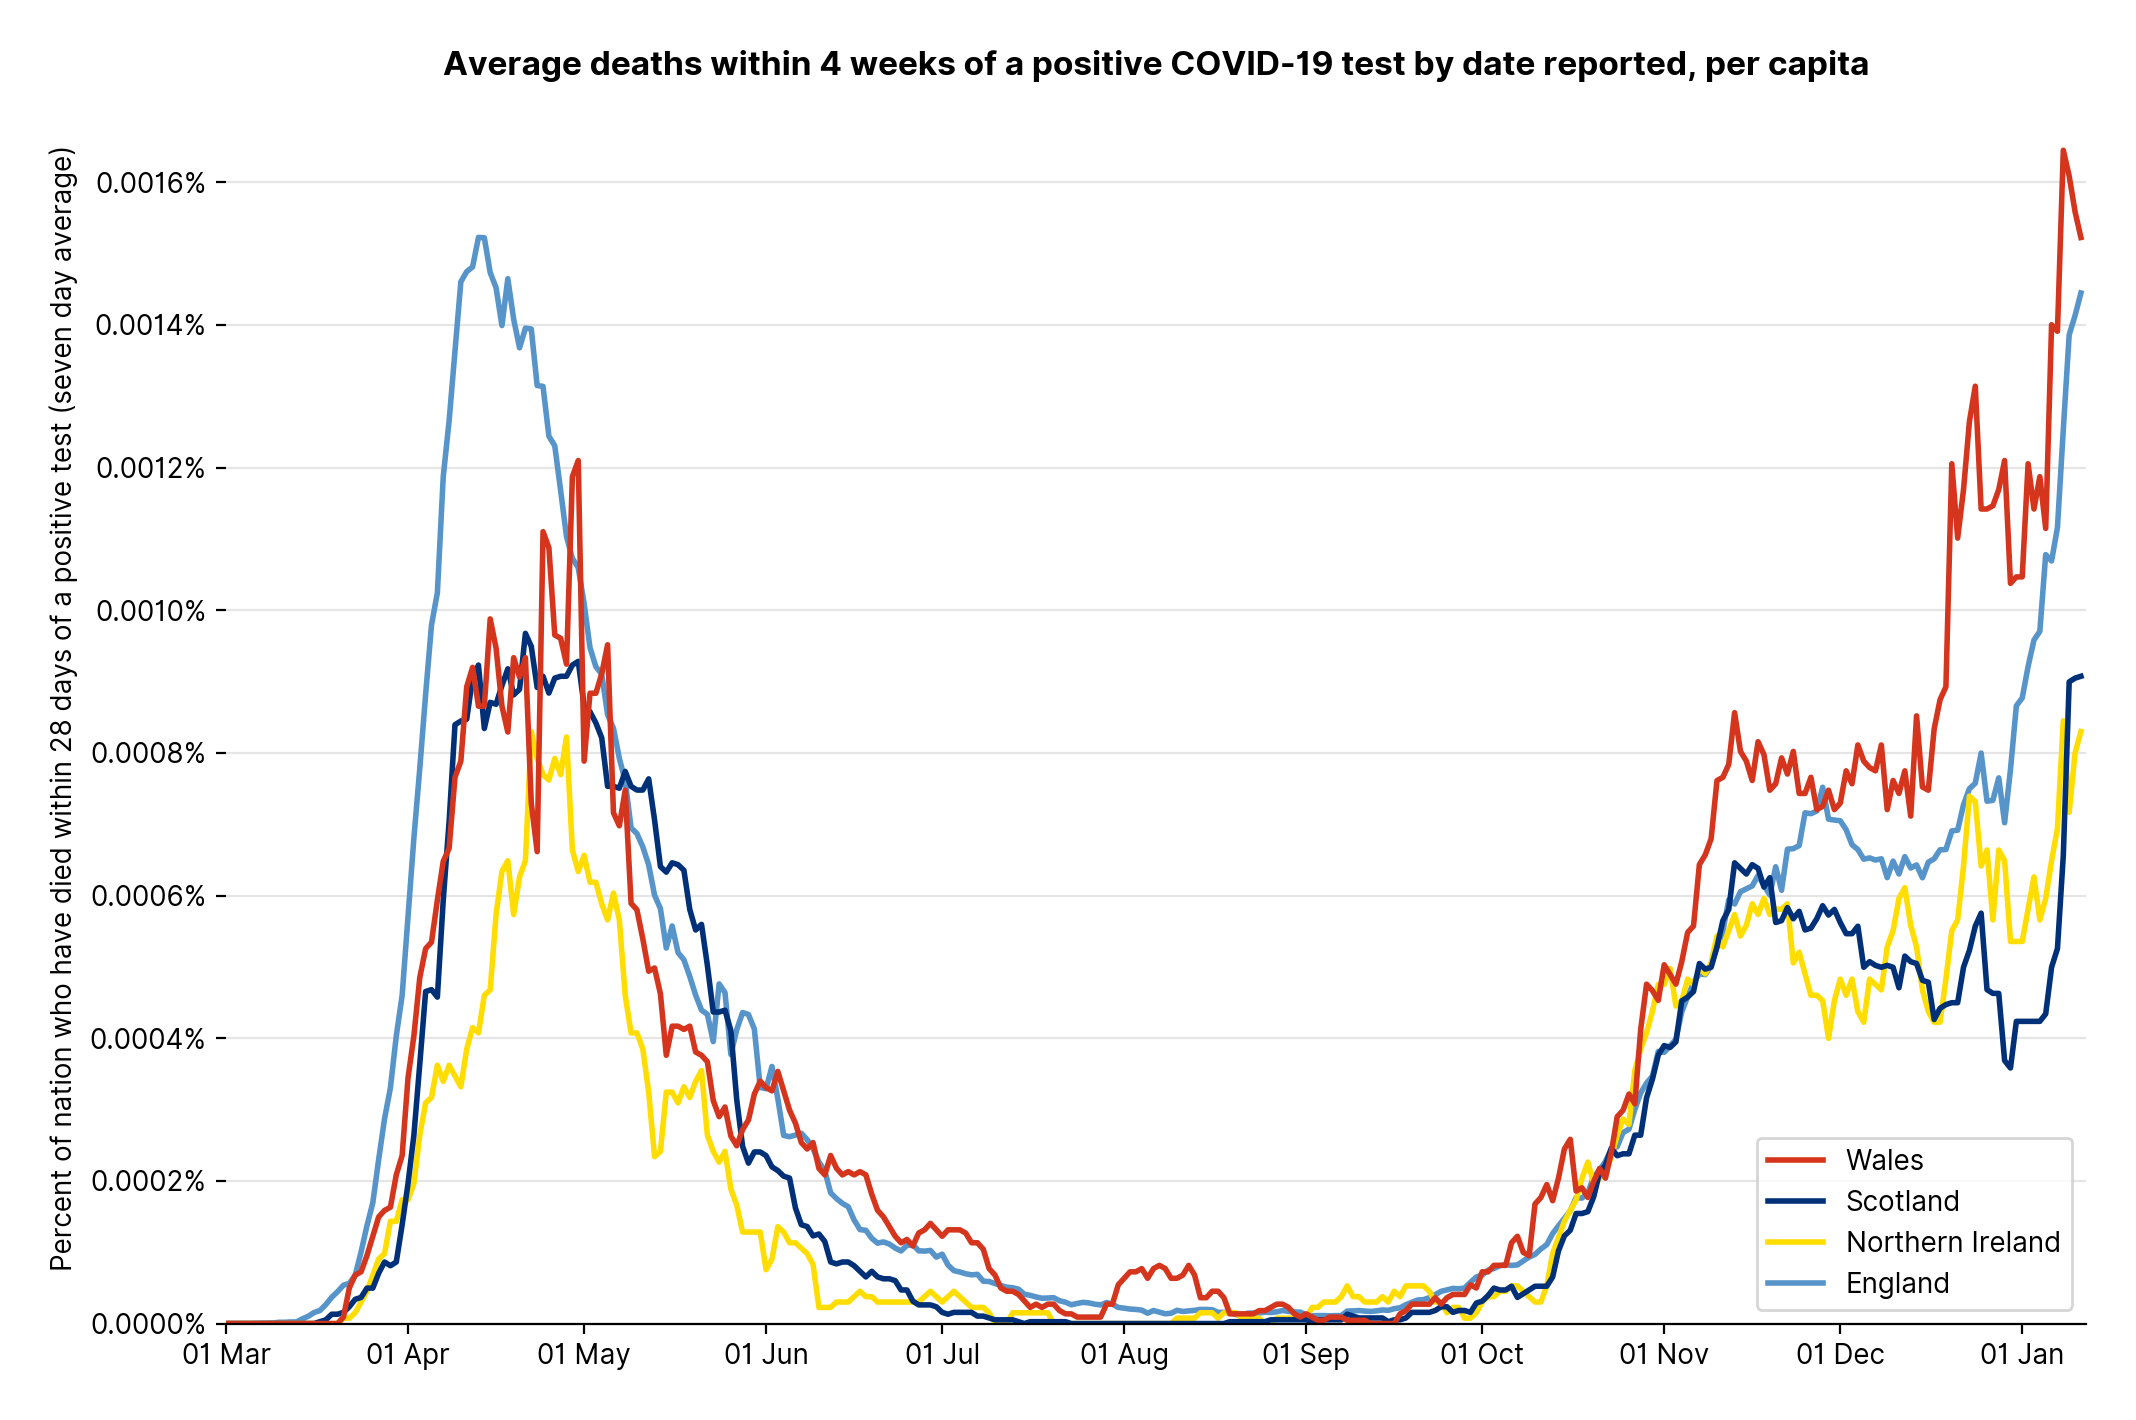 Average deaths within 4 weeks of a positive COVID-19 test by date reported, per capita
Percent of nation who have died within 28 days of a positive test (seven day average)
0.0016%
0.0014%
0.0012%
0.0010%
0.0008%
0.0006%
0.0004%
0.0002%
0.0000%
01 Mar
01 Apr
01 May
01 Jun
01 Jul
01 Aug
01 Sep
01 Oct
01 Nov
01 Dec
01 Jan
Wales
Scotland
Northern Ireland
England